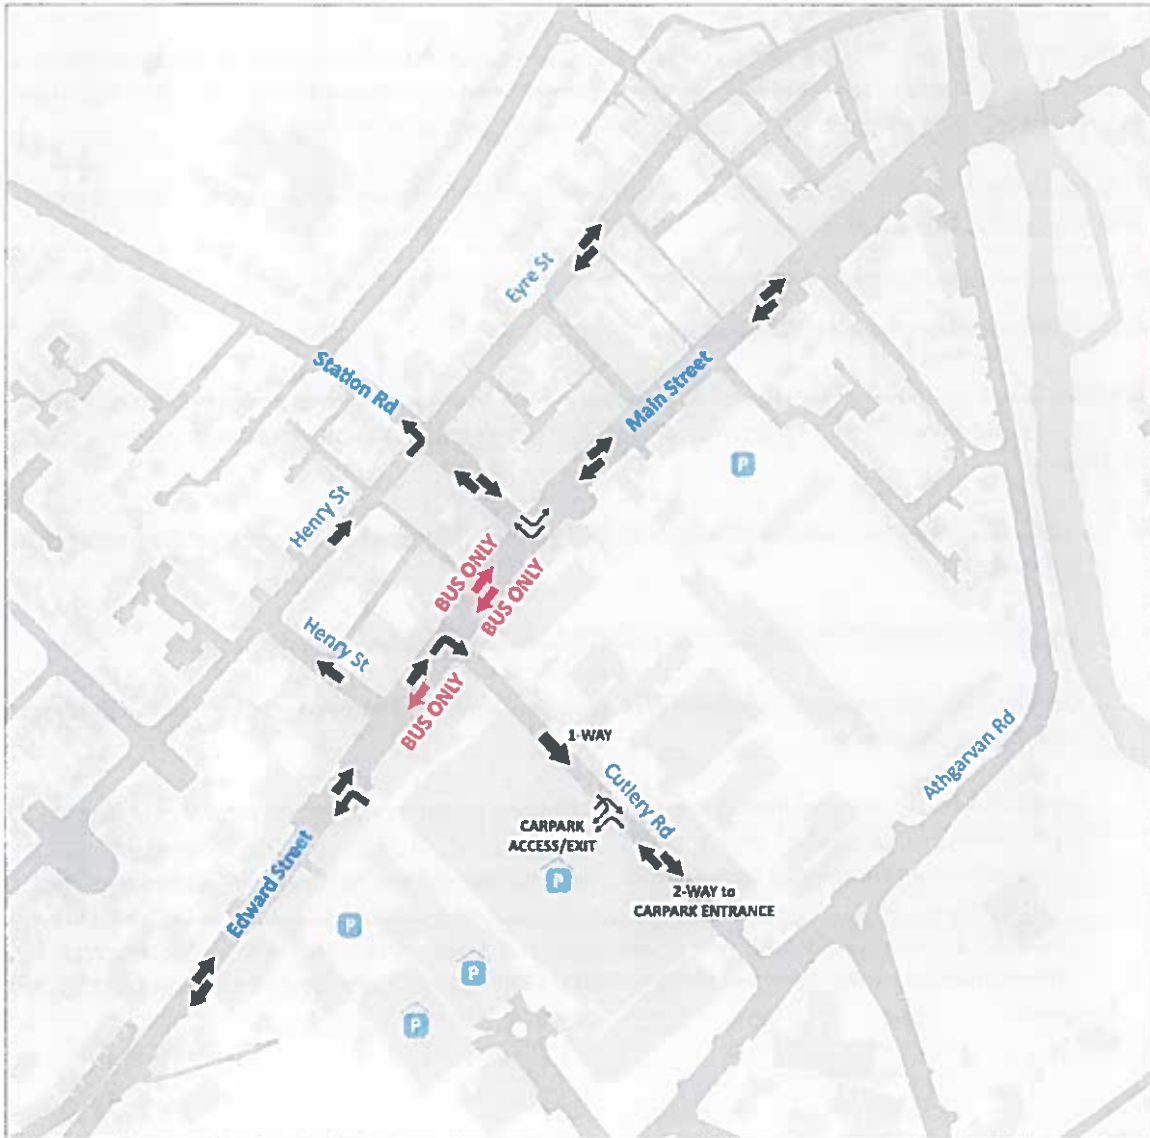 Eyre St
Station Rd
Main Street
P
Henry St
BUS ONLY
BUS ONLY
Henry St
BUS ONLY
1-WAY
Cutlery Rd
Athgarvan Rd
CARPARK
ACCESS/EXIT
P
2-WAY to
CARPARK ENTRANCE
Edward Street
P
P
P